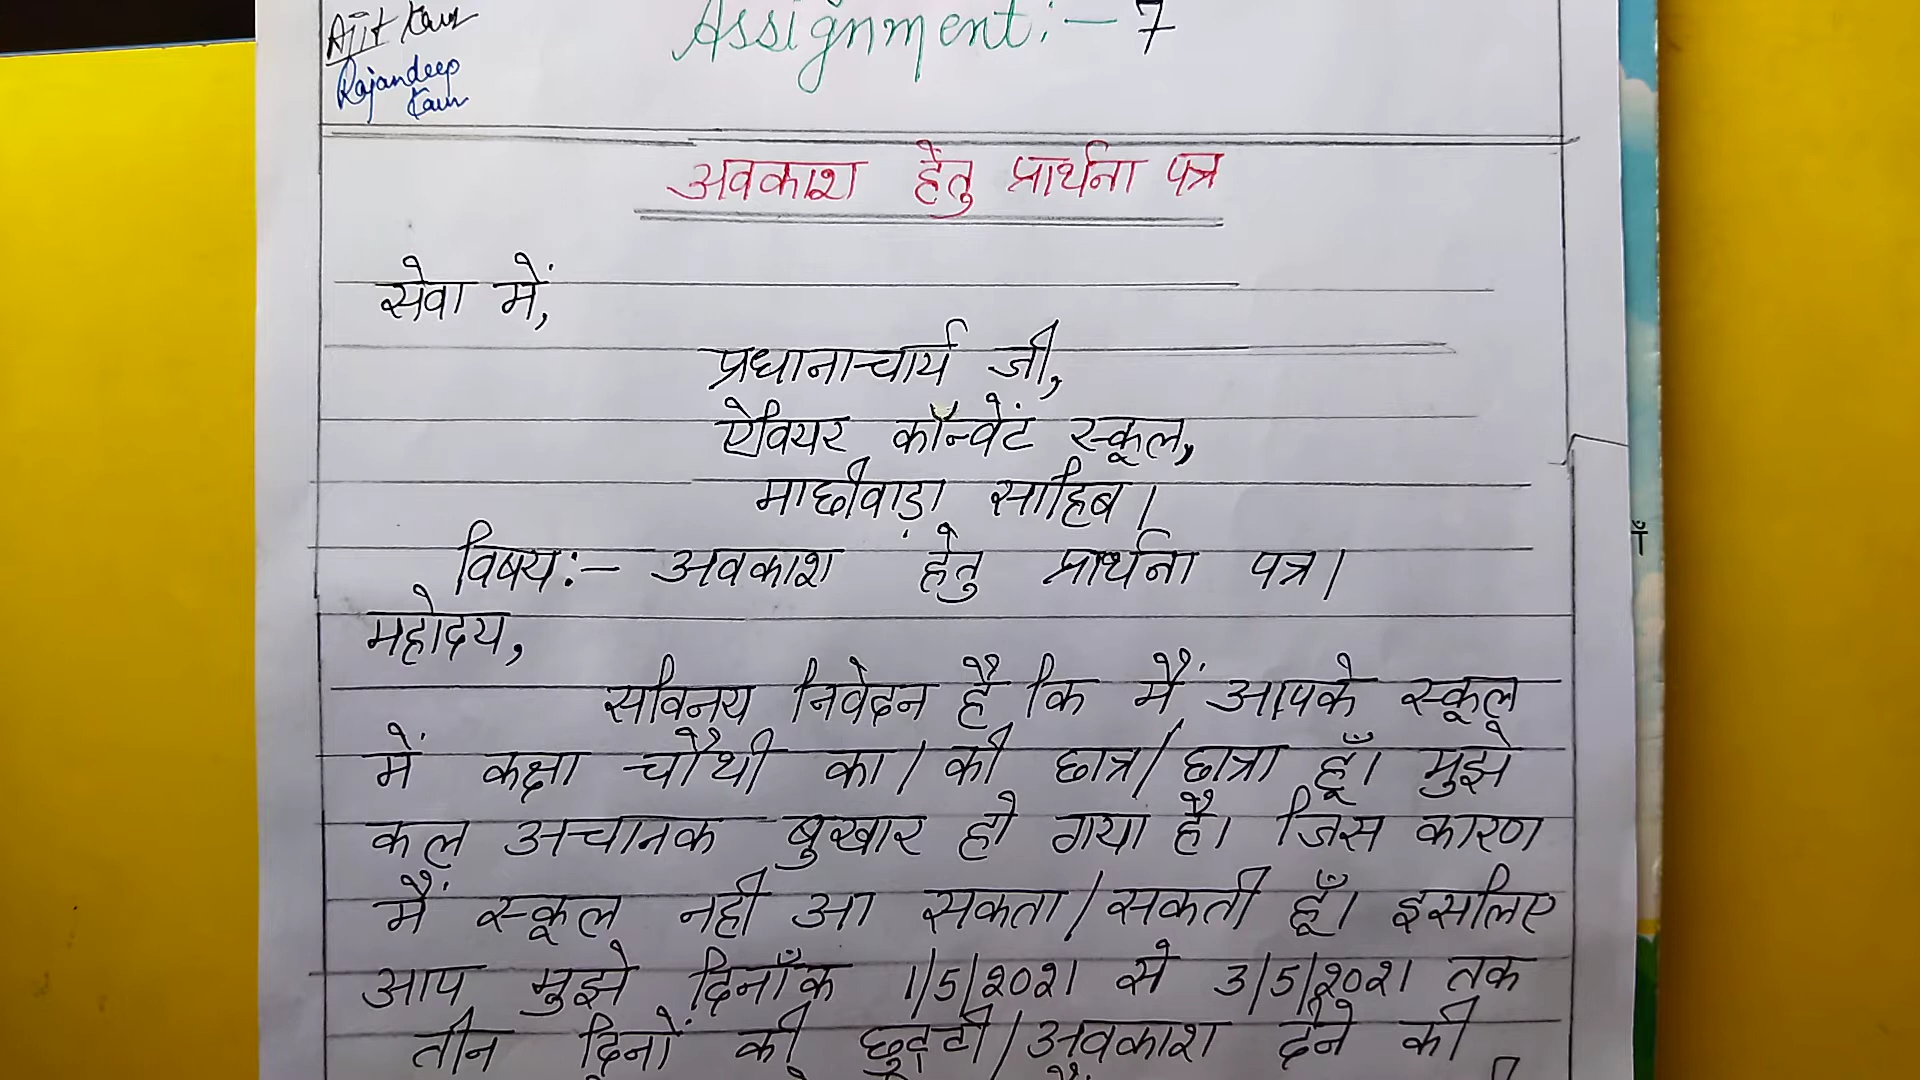 Ajit Kaur
Assignment:- 7
Rajandeep
Kaur
अवकाश हेतु प्रार्थना पत्र
सेवा में,
प्रधानाचार्य जी,
ऐवियर कॉन्वेटं स्कूल,
माछीवाड़ा साहिब।
विषय:- अवकाश हेतु प्रार्थना पत्र।
महोदय,
सविनय निवेदन है कि मैं आपके स्कूल
में कक्षा चौथी का/की छात्र/छात्रा हूँ। मुझे
कल अचानक बुखार हो गया है। जिस कारण
मैं स्कूल नही आ सकता/सकती हूँ। इसलिए
आप मुझे दिनाँक 1/5/2021 से 3/5/2021 तक
तीन दिनों की छुट्टी/अवकाश देने की